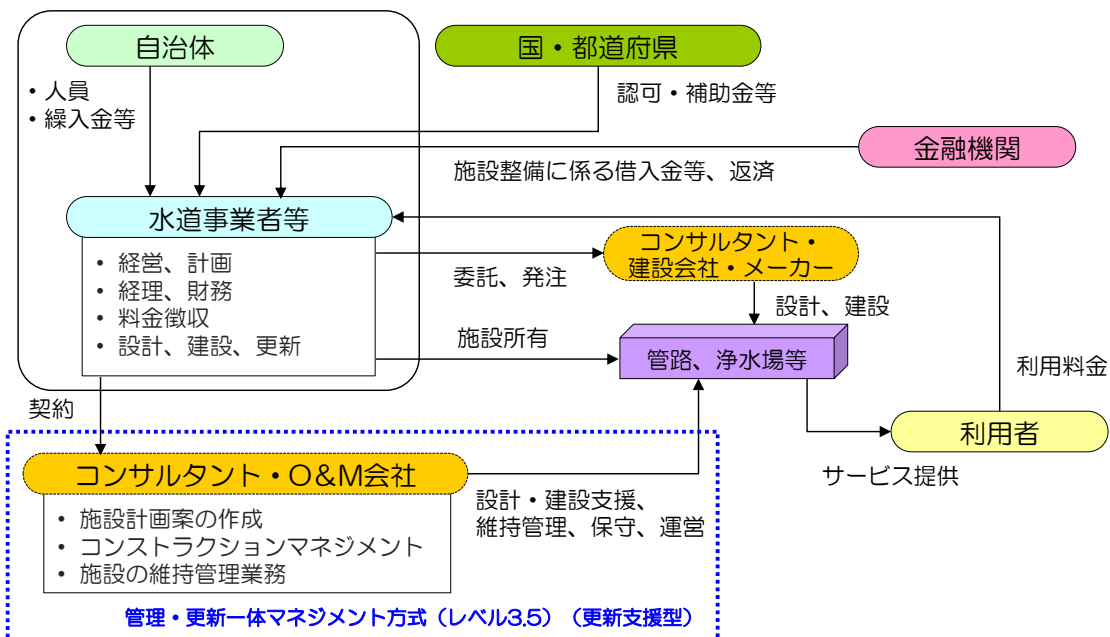 自治体
国・都道府県
・人員
・繰入金等
認可・補助金等
金融機関
施設整備に係る借入金等、返済
水道事業者等
• 経営、計画
• 経理、財務
• 料金徴収
• 設計、建設、更新
コンサルタント・
建設会社・メーカー
委託、発注
設計、建設
施設所有
管路、浄水場等
利用料金
契約
利用者
サービス提供
コンサルタント・O&M会社
• 施設計画案の作成
• コンストラクションマネジメント
• 施設の維持管理業務
設計・建設支援、
維持管理、保守、運営
管理・更新一体マネジメント方式（レベル3.5）（更新支援型）